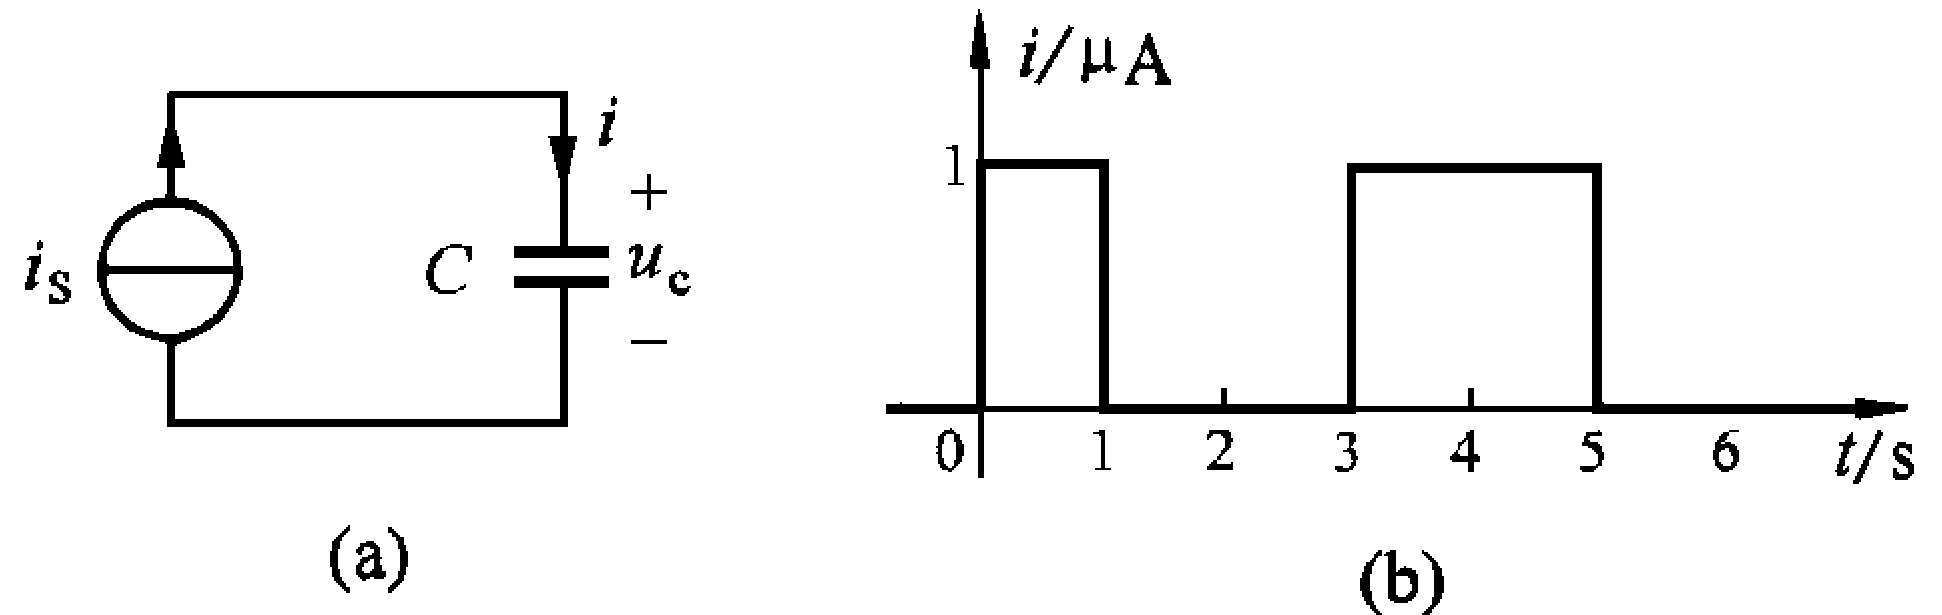 i
+
i_S
C
u_c
−
(a)
i/μA
1
0 1 2 3 4 5 6 t/s
(b)